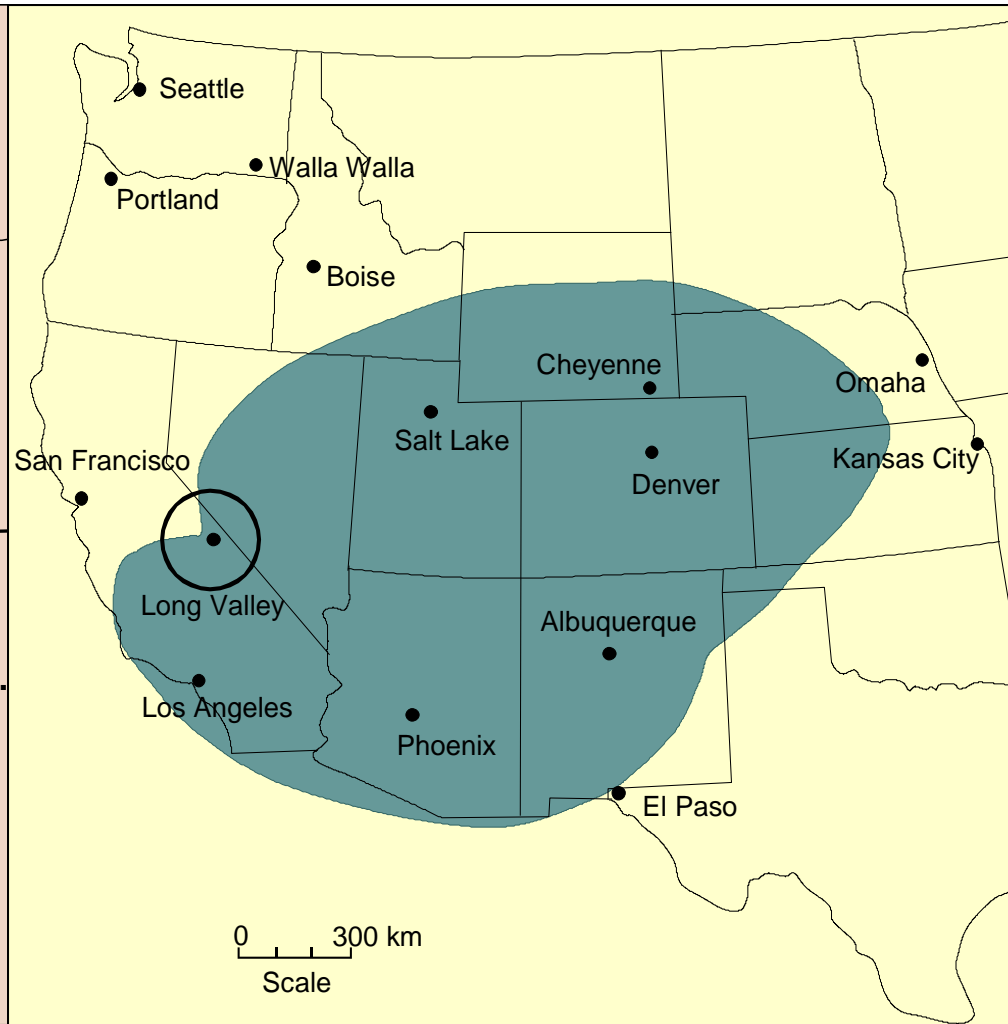 Seattle
Walla Walla
Portland
Boise
Cheyenne
Omaha
Salt Lake
San Francisco
Kansas City
Denver
Long Valley
Albuquerque
Los Angeles
Phoenix
El Paso
0 300 km
Scale